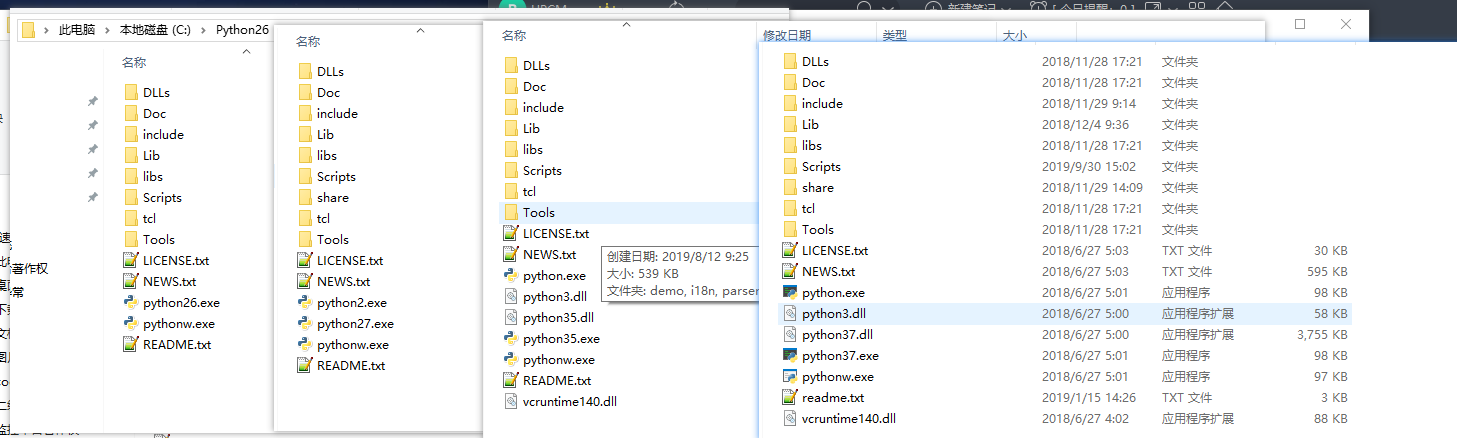 新建笔记
[ 今日提醒: 0 ]
此电脑 > 本地磁盘 (C:) > Python26
名称
DLLs
Doc
include
Lib
libs
Scripts
tcl
Tools
LICENSE.txt
NEWS.txt
python26.exe
pythonw.exe
README.txt
著作权
名称
DLLs
Doc
include
Lib
libs
Scripts
share
tcl
Tools
LICENSE.txt
NEWS.txt
python2.exe
python27.exe
pythonw.exe
README.txt
名称
DLLs
Doc
include
Lib
libs
Scripts
tcl
Tools
LICENSE.txt
NEWS.txt
python.exe
python3.dll
python35.dll
python35.exe
pythonw.exe
README.txt
vcruntime140.dll
创建日期: 2019/8/12 9:25
大小: 539 KB
文件夹: demo, i18n, parser
修改日期 类型 大小
DLLs 2018/11/28 17:21 文件夹
Doc 2018/11/28 17:21 文件夹
include 2018/11/29 9:14 文件夹
Lib 2018/12/4 9:36 文件夹
libs 2018/11/28 17:21 文件夹
Scripts 2019/9/30 15:02 文件夹
share 2018/11/29 14:09 文件夹
tcl 2018/11/28 17:21 文件夹
Tools 2018/11/28 17:21 文件夹
LICENSE.txt 2018/6/27 5:03 TXT 文件 30 KB
NEWS.txt 2018/6/27 5:03 TXT 文件 595 KB
python.exe 2018/6/27 5:01 应用程序 98 KB
python3.dll 2018/6/27 5:00 应用程序扩展 58 KB
python37.dll 2018/6/27 5:00 应用程序扩展 3,755 KB
python37.exe 2018/6/27 5:01 应用程序 98 KB
pythonw.exe 2018/6/27 5:01 应用程序 97 KB
readme.txt 2019/1/15 14:26 TXT 文件 3 KB
vcruntime140.dll 2018/6/27 4:02 应用程序扩展 88 KB